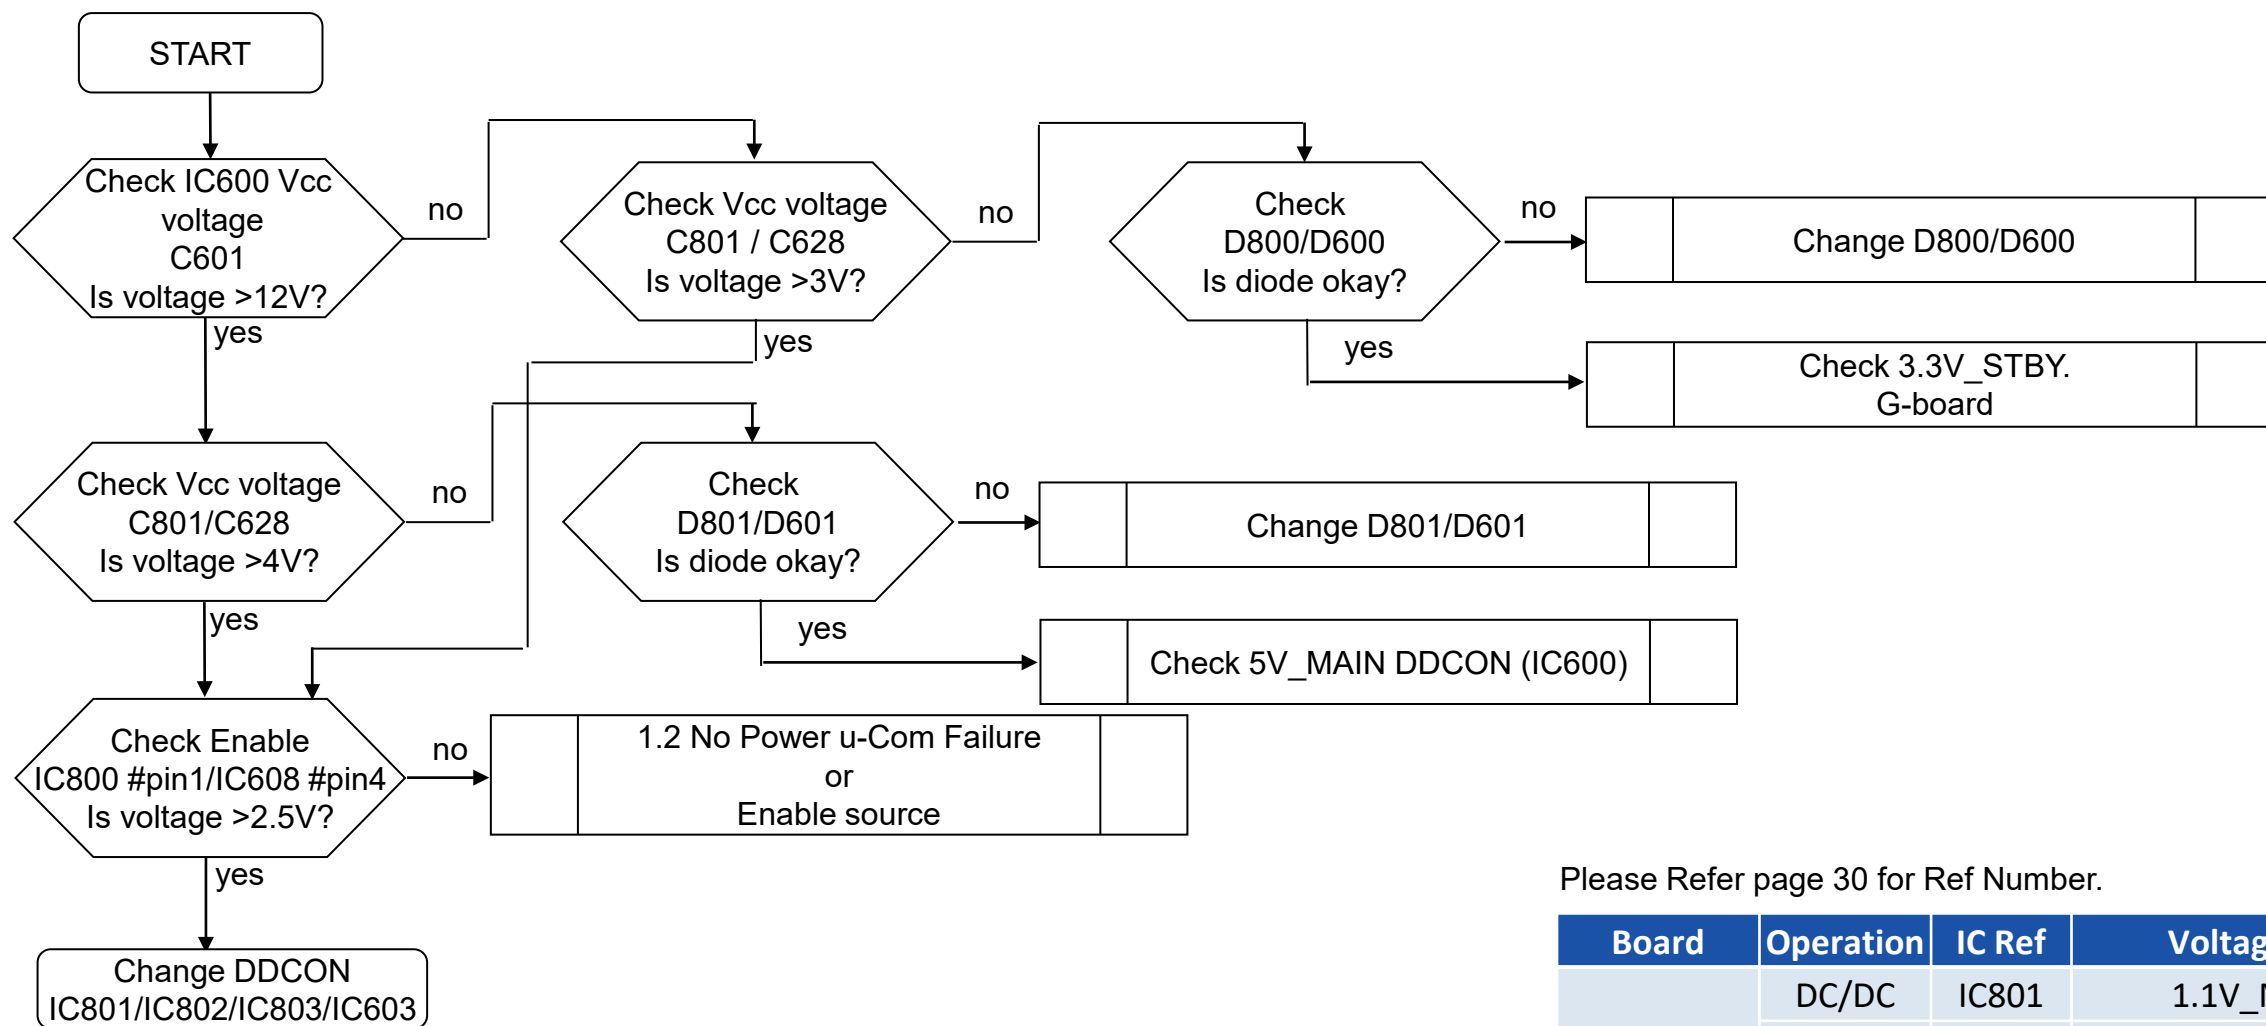 START
Check IC600 Vcc
voltage
C601
Is voltage >12V?
no
yes
Check Vcc voltage
C801 / C628
Is voltage >3V?
no
yes
Check
D800/D600
Is diode okay?
no
yes
Change D800/D600
Check 3.3V_STBY.
G-board
Check Vcc voltage
C801/C628
Is voltage >4V?
no
yes
Check
D801/D601
Is diode okay?
no
yes
Change D801/D601
Check 5V_MAIN DDCON (IC600)
Check Enable
IC800 #pin1/IC608 #pin4
Is voltage >2.5V?
no
yes
1.2 No Power u-Com Failure
or
Enable source
Change DDCON
IC801/IC802/IC803/IC603
Please Refer page 30 for Ref Number.
Board Operation IC Ref
DC/DC IC801